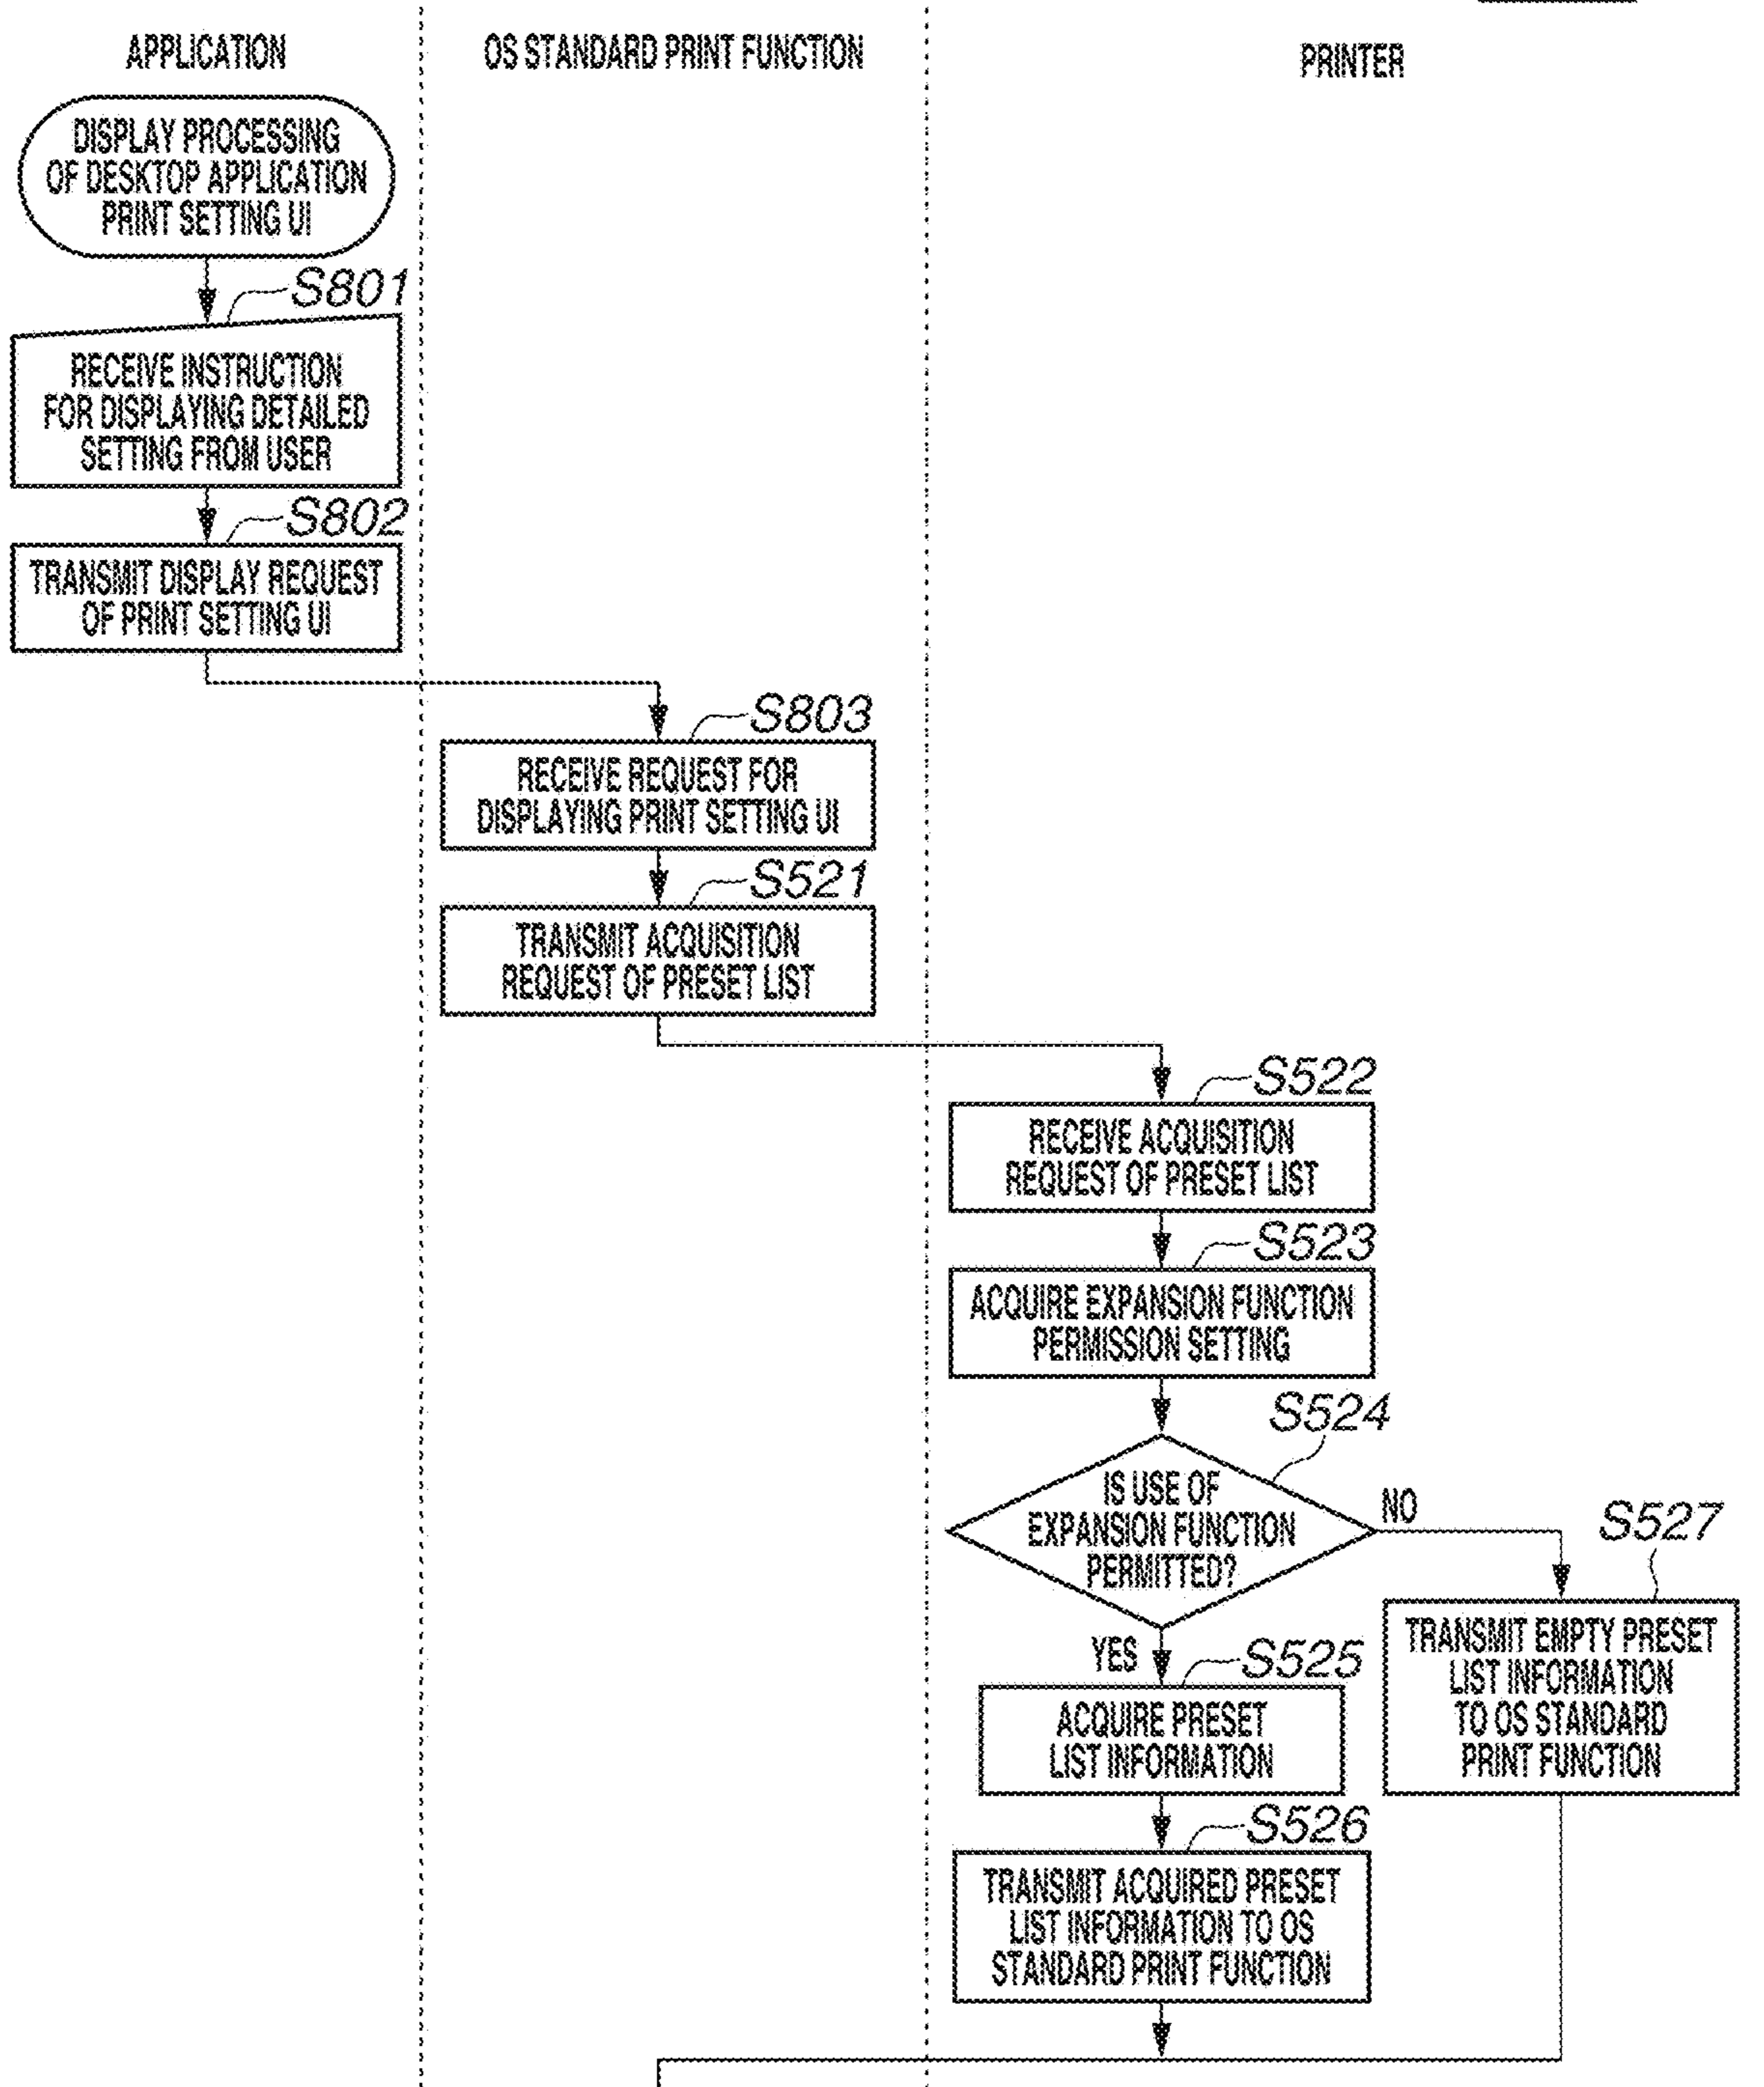 APPLICATION
OS STANDARD PRINT FUNCTION
PRINTER
DISPLAY PROCESSING
OF DESKTOP APPLICATION
PRINT SETTING UI
S801
RECEIVE INSTRUCTION
FOR DISPLAYING DETAILED
SETTING FROM USER
S802
TRANSMIT DISPLAY REQUEST
OF PRINT SETTING UI
S803
RECEIVE REQUEST FOR
DISPLAYING PRINT SETTING UI
S521
TRANSMIT ACQUISITION
REQUEST OF PRESET LIST
S522
RECEIVE ACQUISITION
REQUEST OF PRESET LIST
S523
ACQUIRE EXPANSION FUNCTION
PERMISSION SETTING
S524
IS USE OF
EXPANSION FUNCTION
PERMITTED?
NO
S527
TRANSMIT EMPTY PRESET
LIST INFORMATION
TO OS STANDARD
PRINT FUNCTION
YES
S525
ACQUIRE PRESET
LIST INFORMATION
S526
TRANSMIT ACQUIRED PRESET
LIST INFORMATION TO OS
STANDARD PRINT FUNCTION